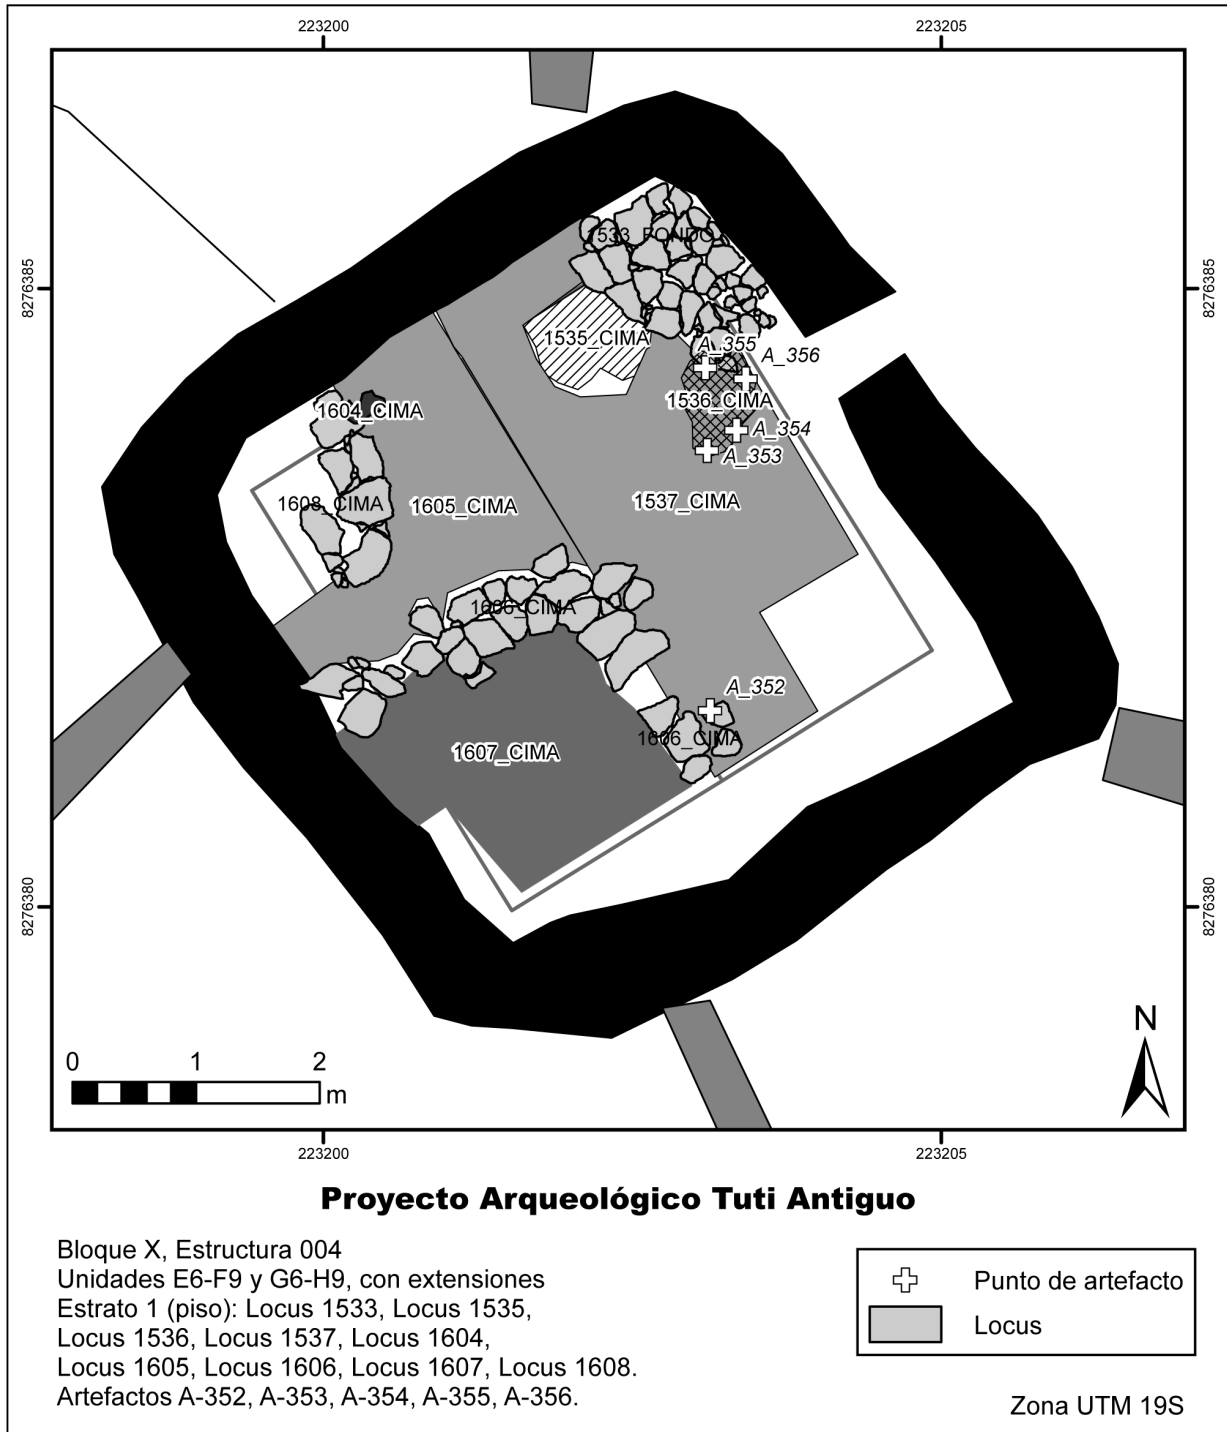 223200
223205
8276385
8276385
1533_FONDO
1535_CIMA
A_355
A_356
1536_CIMA
1604_CIMA
A_354
A_353
1608_CIMA
1605_CIMA
1537_CIMA
1606_CIMA
A_352
1606_CIMA
1607_CIMA
8276380
8276380
N
0 1 2
m
223200
223205
Proyecto Arqueológico Tuti Antiguo
Bloque X, Estructura 004
Unidades E6-F9 y G6-H9, con extensiones
Estrato 1 (piso): Locus 1533, Locus 1535,
Locus 1536, Locus 1537, Locus 1604,
Locus 1605, Locus 1606, Locus 1607, Locus 1608.
Artefactos A-352, A-353, A-354, A-355, A-356.
Punto de artefacto
Locus
Zona UTM 19S